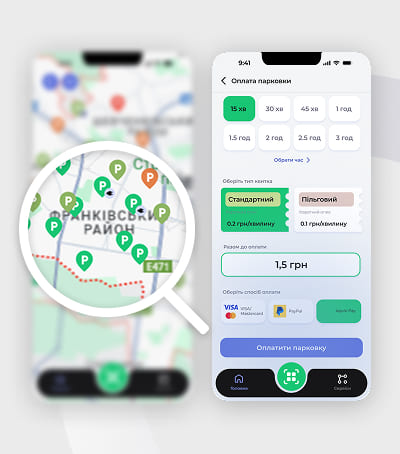 ФРАНКІВСЬКИЙ
РАЙОН
E471
9:41
Оплата парковки
15 хв
30 хв
45 хв
1 год
1.5 год
2 год
2.5 год
3 год
Обрати час
Оберіть тип квитка
Стандартний
Пільговий
0.2 грн/хвилину
0.1 грн/хвилину
Разом до оплати
1,5 грн
Оберіть спосіб оплати
VISA
VISA/
Mastercard
PayPal
Apple Pay
Оплатити парковку
Головна
Сервіси